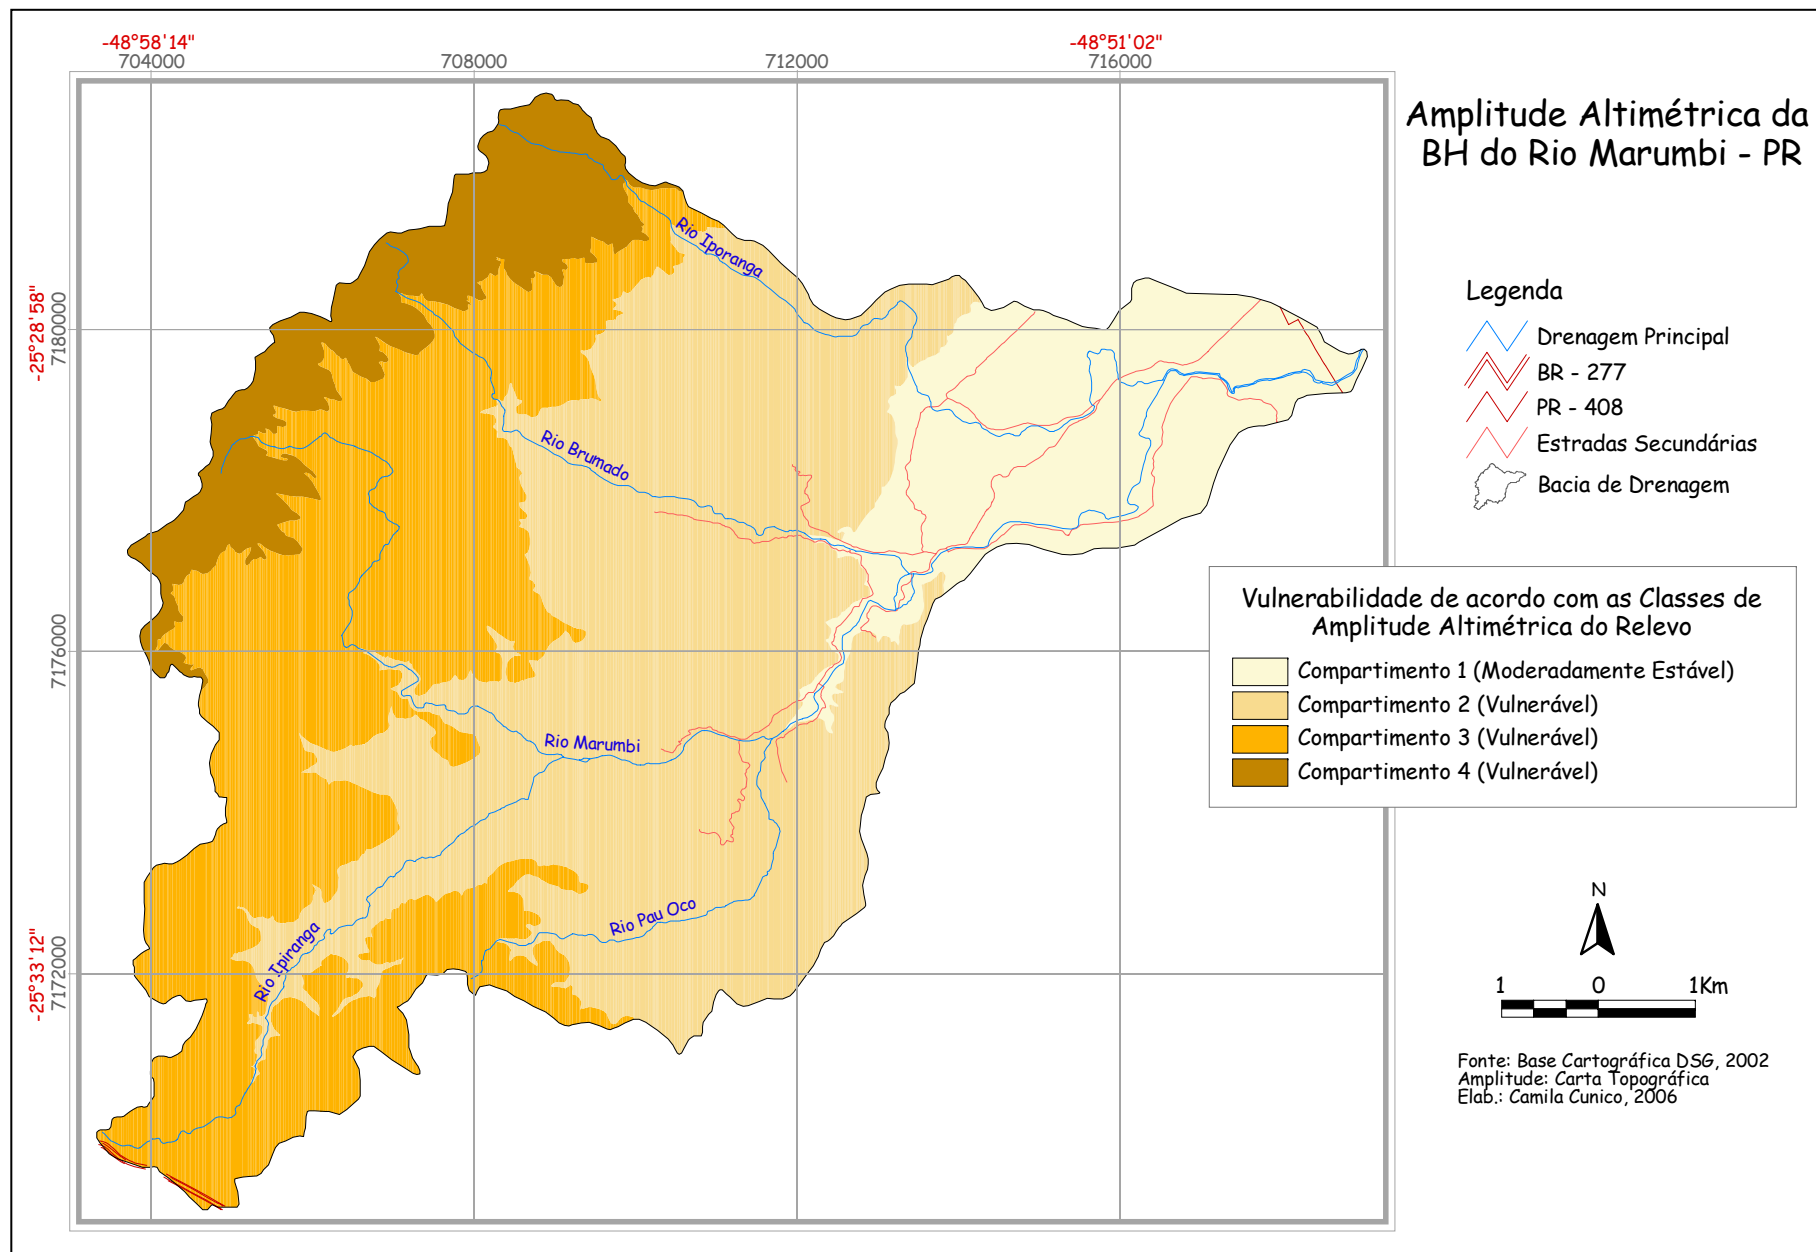 -48°58'14"
-48°51'02"
704000
708000
712000
716000
Amplitude Altimétrica da
BH do Rio Marumbi - PR
-25°28'58"
7180000
7176000
-25°33'12"
7172000
Rio Iporanga
Rio Brumado
Rio Marumbi
Rio Pau Oco
Rio Ipiranga
Legenda
Drenagem Principal
BR - 277
PR - 408
Estradas Secundárias
Bacia de Drenagem
Vulnerabilidade de acordo com as Classes de
Amplitude Altimétrica do Relevo
Compartimento 1 (Moderadamente Estável)
Compartimento 2 (Vulnerável)
Compartimento 3 (Vulnerável)
Compartimento 4 (Vulnerável)
N
1 0 1Km
Fonte: Base Cartográfica DSG, 2002
Amplitude: Carta Topográfica
Elab.: Camila Cunico, 2006